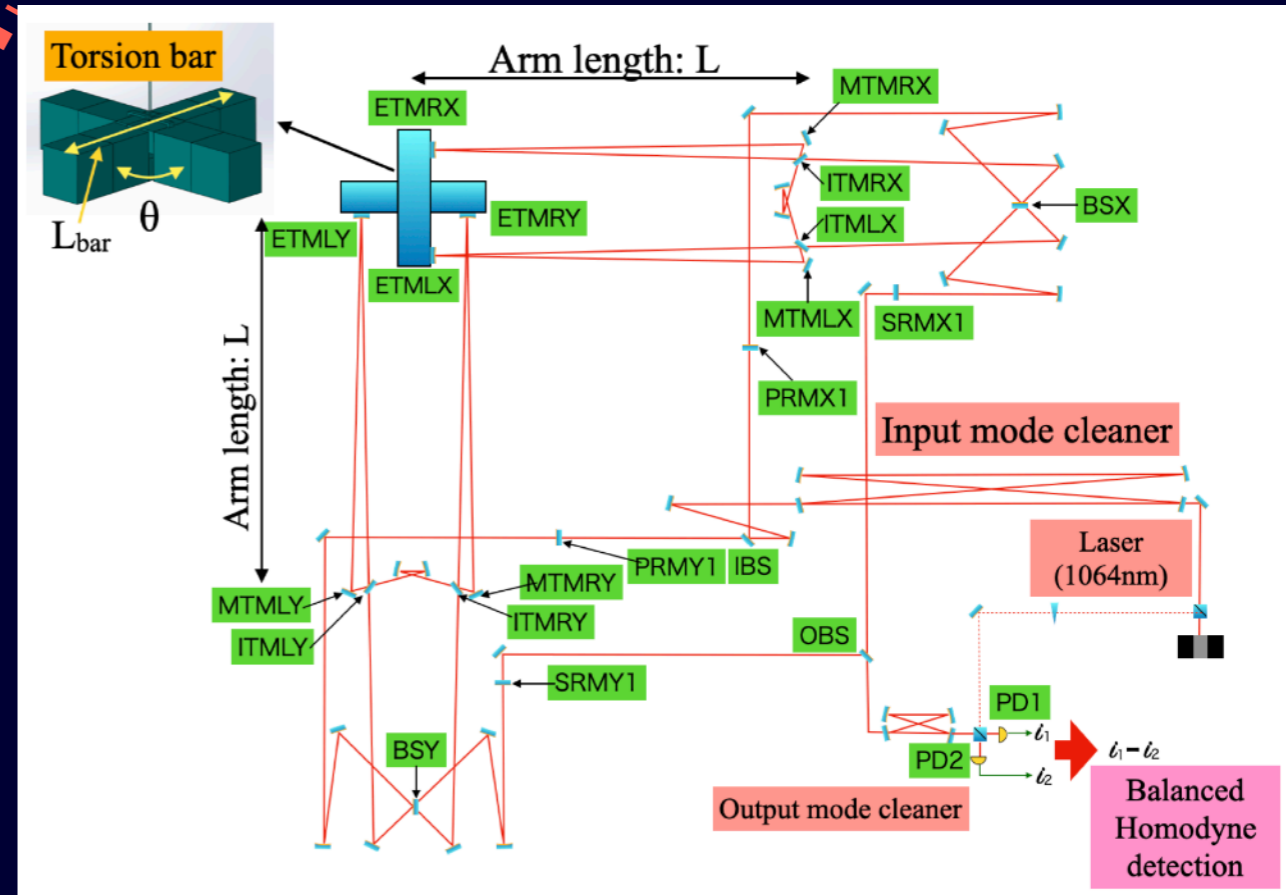 Torsion bar
Lbar
θ
Arm length: L
MTMRX
ETMRX
ITMRX
BSX
ETMRY
ITMLX
ETMLY
ETMLX
MTMLX
SRMX1
PRMX1
Arm length: L
Input mode cleaner
Laser
(1064nm)
PRMY1
IBS
MTMRY
MTMLY
ITMRY
ITMLY
OBS
SRMY1
PD1
i₁
BSY
PD2
i₁ − i₂
i₂
Output mode cleaner
Balanced
Homodyne
detection